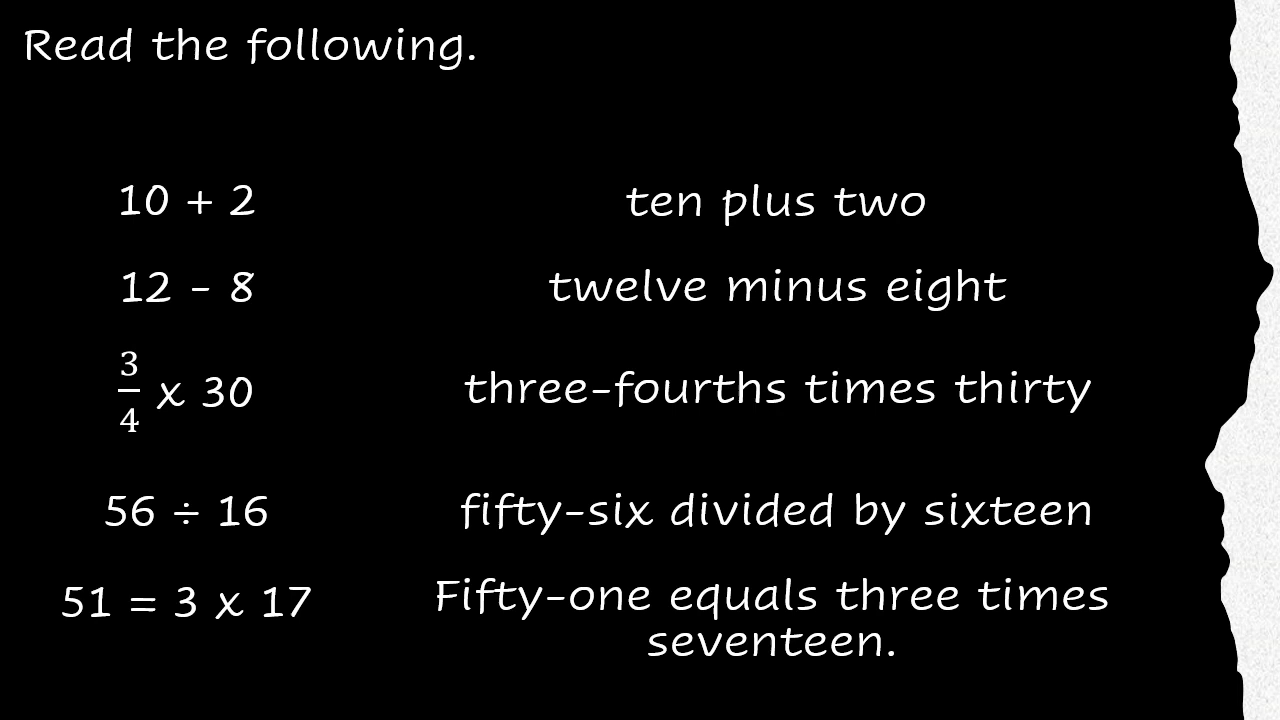 Read the following.
10 + 2 ten plus two
12 - 8 twelve minus eight
3/4 x 30 three-fourths times thirty
56 ÷ 16 fifty-six divided by sixteen
51 = 3 x 17 Fifty-one equals three times
seventeen.